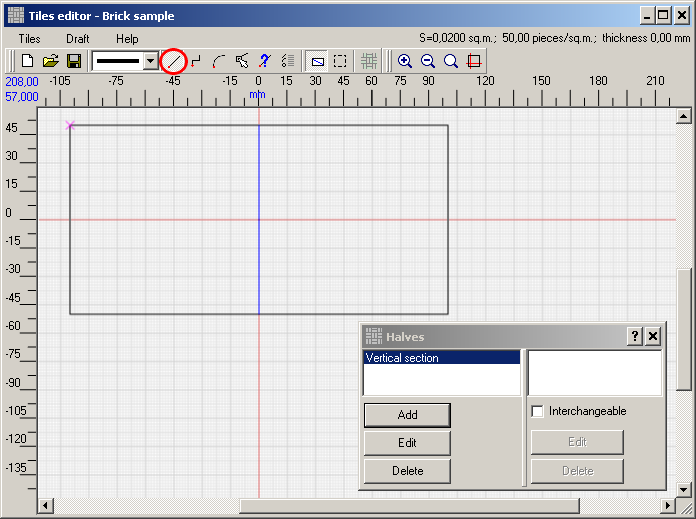 Tiles editor - Brick sample
Tiles Draft Help S=0,0200 sq.m.; 50,00 pieces/sq.m.; thickness 0,00 mm
208,00 -105 -75 -45 -15 0 15 30 45 60 75 100 130 150 180 210
57,000 mm
45
30
15
0
-15
-30
-45
-60
-75
-90
-105
-120
-135
Halves
Vertical section
Interchangeable
Add
Edit Edit
Delete Delete